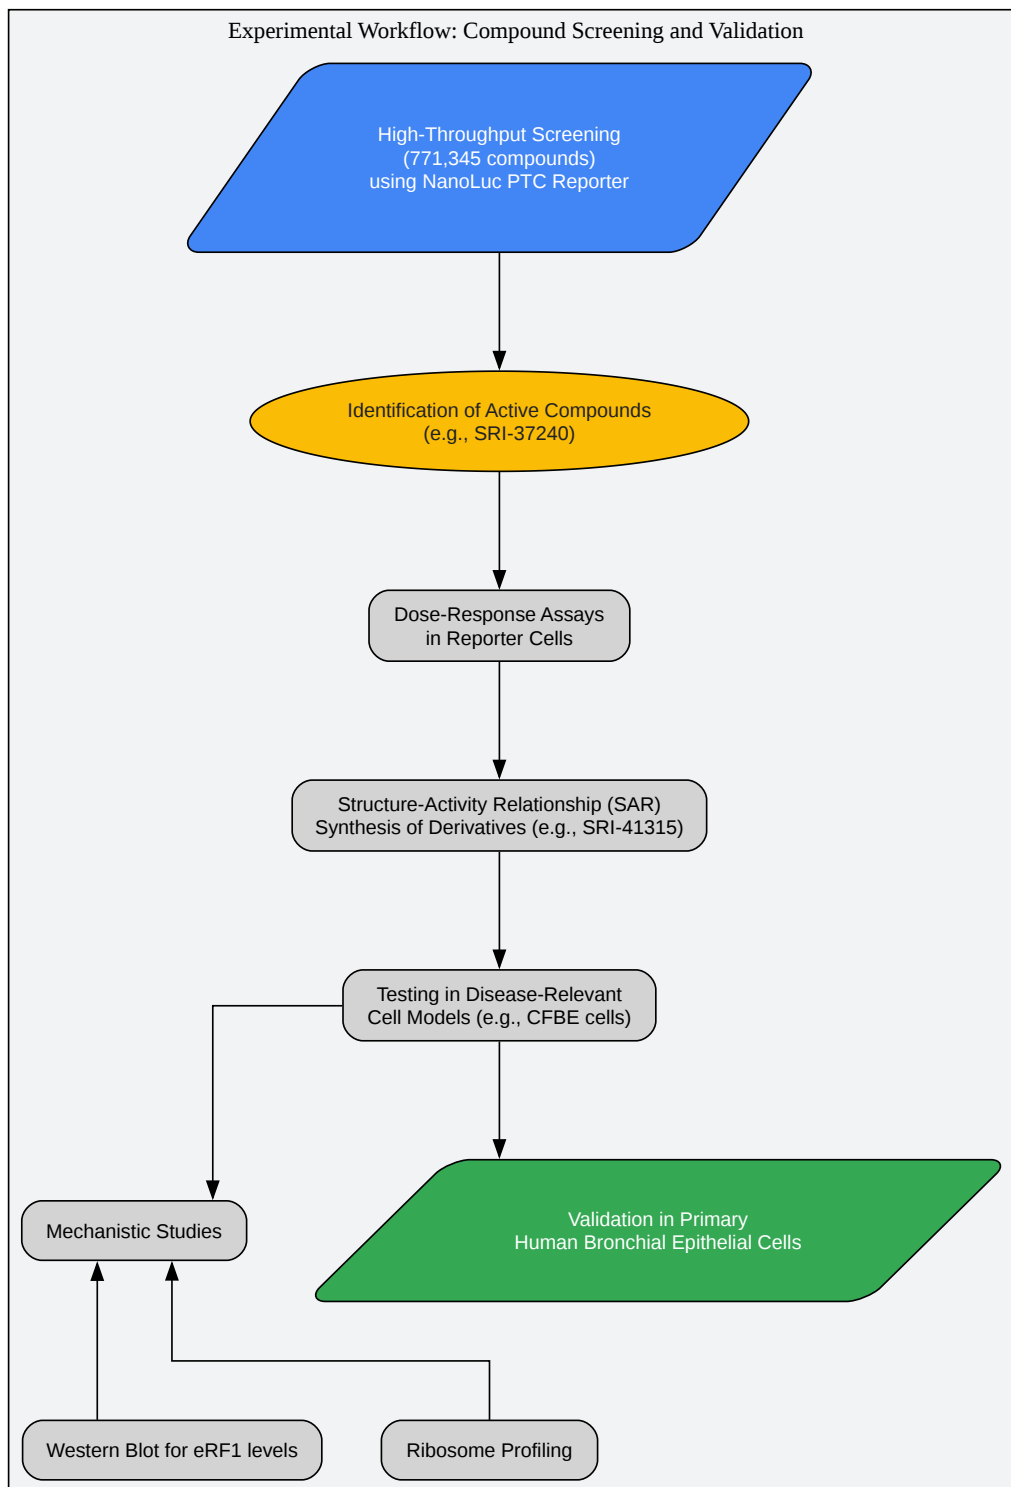 Experimental Workflow: Compound Screening and Validation
High-Throughput Screening
(771,345 compounds)
using NanoLuc PTC Reporter
Identification of Active Compounds
(e.g., SRI-37240)
Dose-Response Assays
in Reporter Cells
Structure-Activity Relationship (SAR)
Synthesis of Derivatives (e.g., SRI-41315)
Testing in Disease-Relevant
Cell Models (e.g., CFBE cells)
Mechanistic Studies
Validation in Primary
Human Bronchial Epithelial Cells
Western Blot for eRF1 levels
Ribosome Profiling